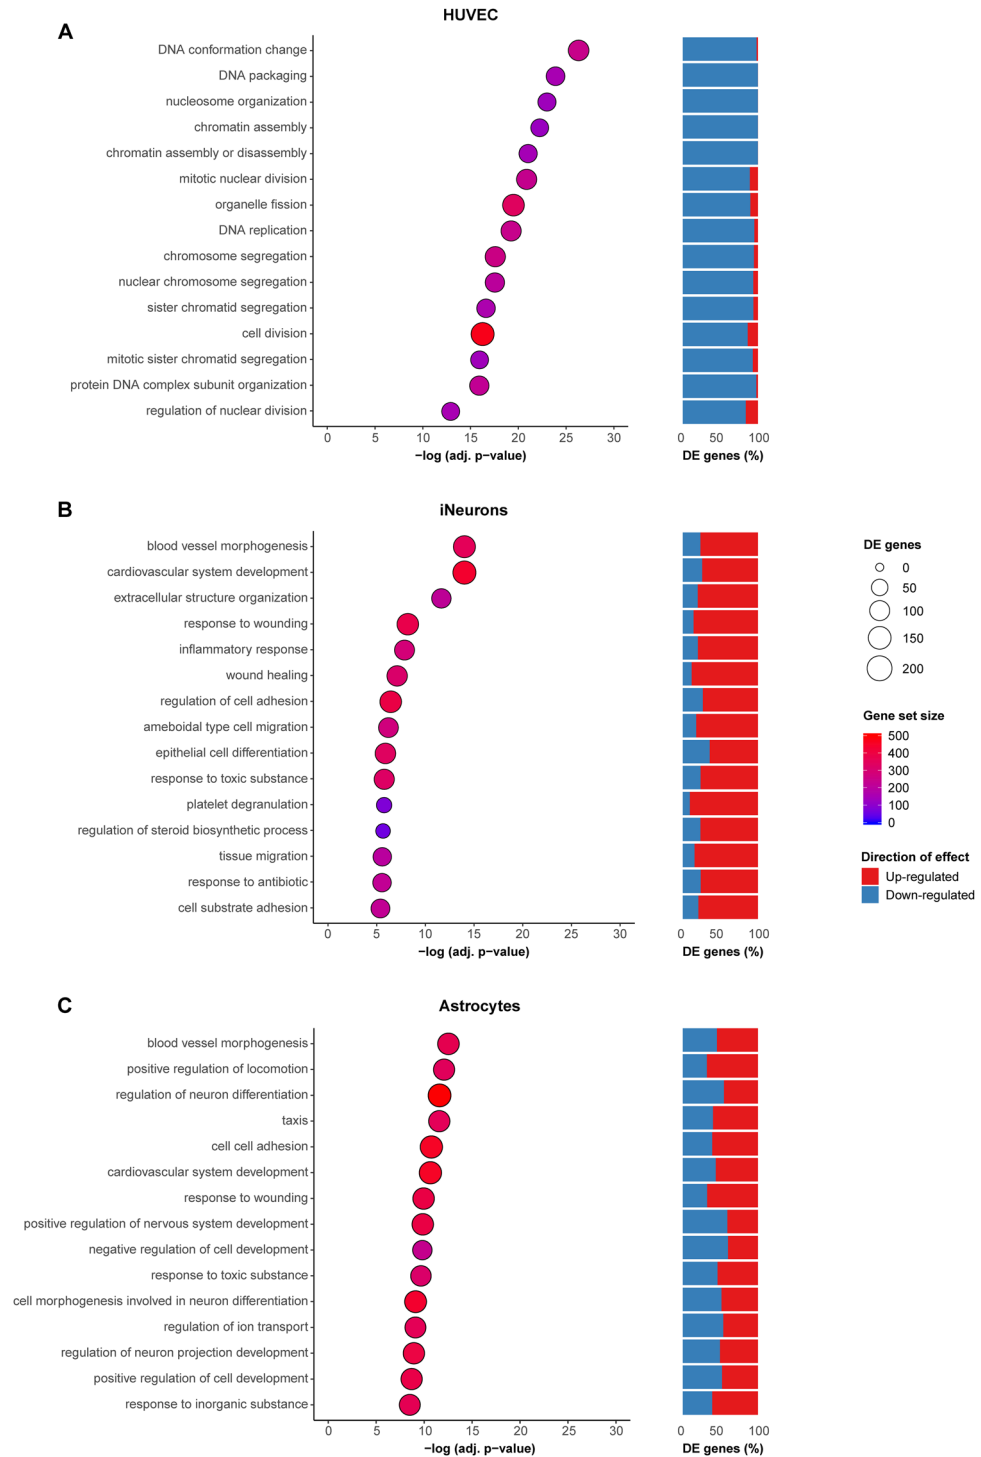 A
HUVEC
DNA conformation change
DNA packaging
nucleosome organization
chromatin assembly
chromatin assembly or disassembly
mitotic nuclear division
organelle fission
DNA replication
chromosome segregation
nuclear chromosome segregation
sister chromatid segregation
cell division
mitotic sister chromatid segregation
protein DNA complex subunit organization
regulation of nuclear division
0 5 10 15 20 25 30
−log (adj. p−value)
0 50 100
DE genes (%)
B
iNeurons
blood vessel morphogenesis
cardiovascular system development
extracellular structure organization
response to wounding
inflammatory response
wound healing
regulation of cell adhesion
ameboidal type cell migration
epithelial cell differentiation
response to toxic substance
platelet degranulation
regulation of steroid biosynthetic process
tissue migration
response to antibiotic
cell substrate adhesion
0 5 10 15 20 25 30
−log (adj. p−value)
0 50 100
DE genes (%)
DE genes
0
50
100
150
200
Gene set size
500
400
300
200
100
0
Direction of effect
Up-regulated
Down-regulated
C
Astrocytes
blood vessel morphogenesis
positive regulation of locomotion
regulation of neuron differentiation
taxis
cell cell adhesion
cardiovascular system development
response to wounding
positive regulation of nervous system development
negative regulation of cell development
response to toxic substance
cell morphogenesis involved in neuron differentiation
regulation of ion transport
regulation of neuron projection development
positive regulation of cell development
response to inorganic substance
0 5 10 15 20 25 30
−log (adj. p−value)
0 50 100
DE genes (%)